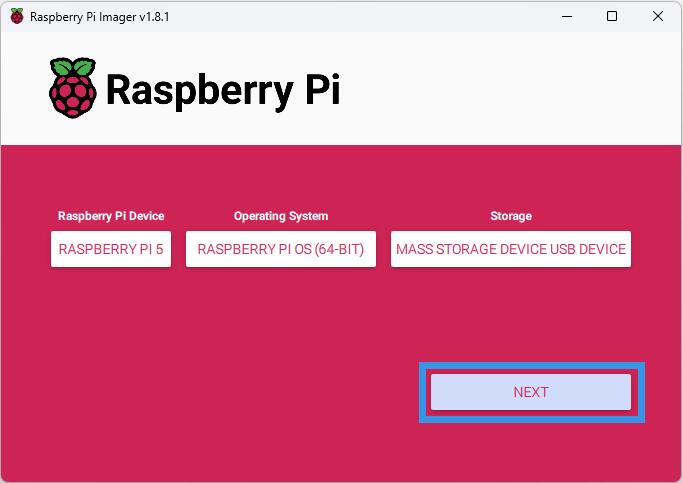 Raspberry Pi Imager v1.8.1
Raspberry Pi
Raspberry Pi Device
Operating System
Storage
RASPBERRY PI 5
RASPBERRY PI OS (64-BIT)
MASS STORAGE DEVICE USB DEVICE
NEXT